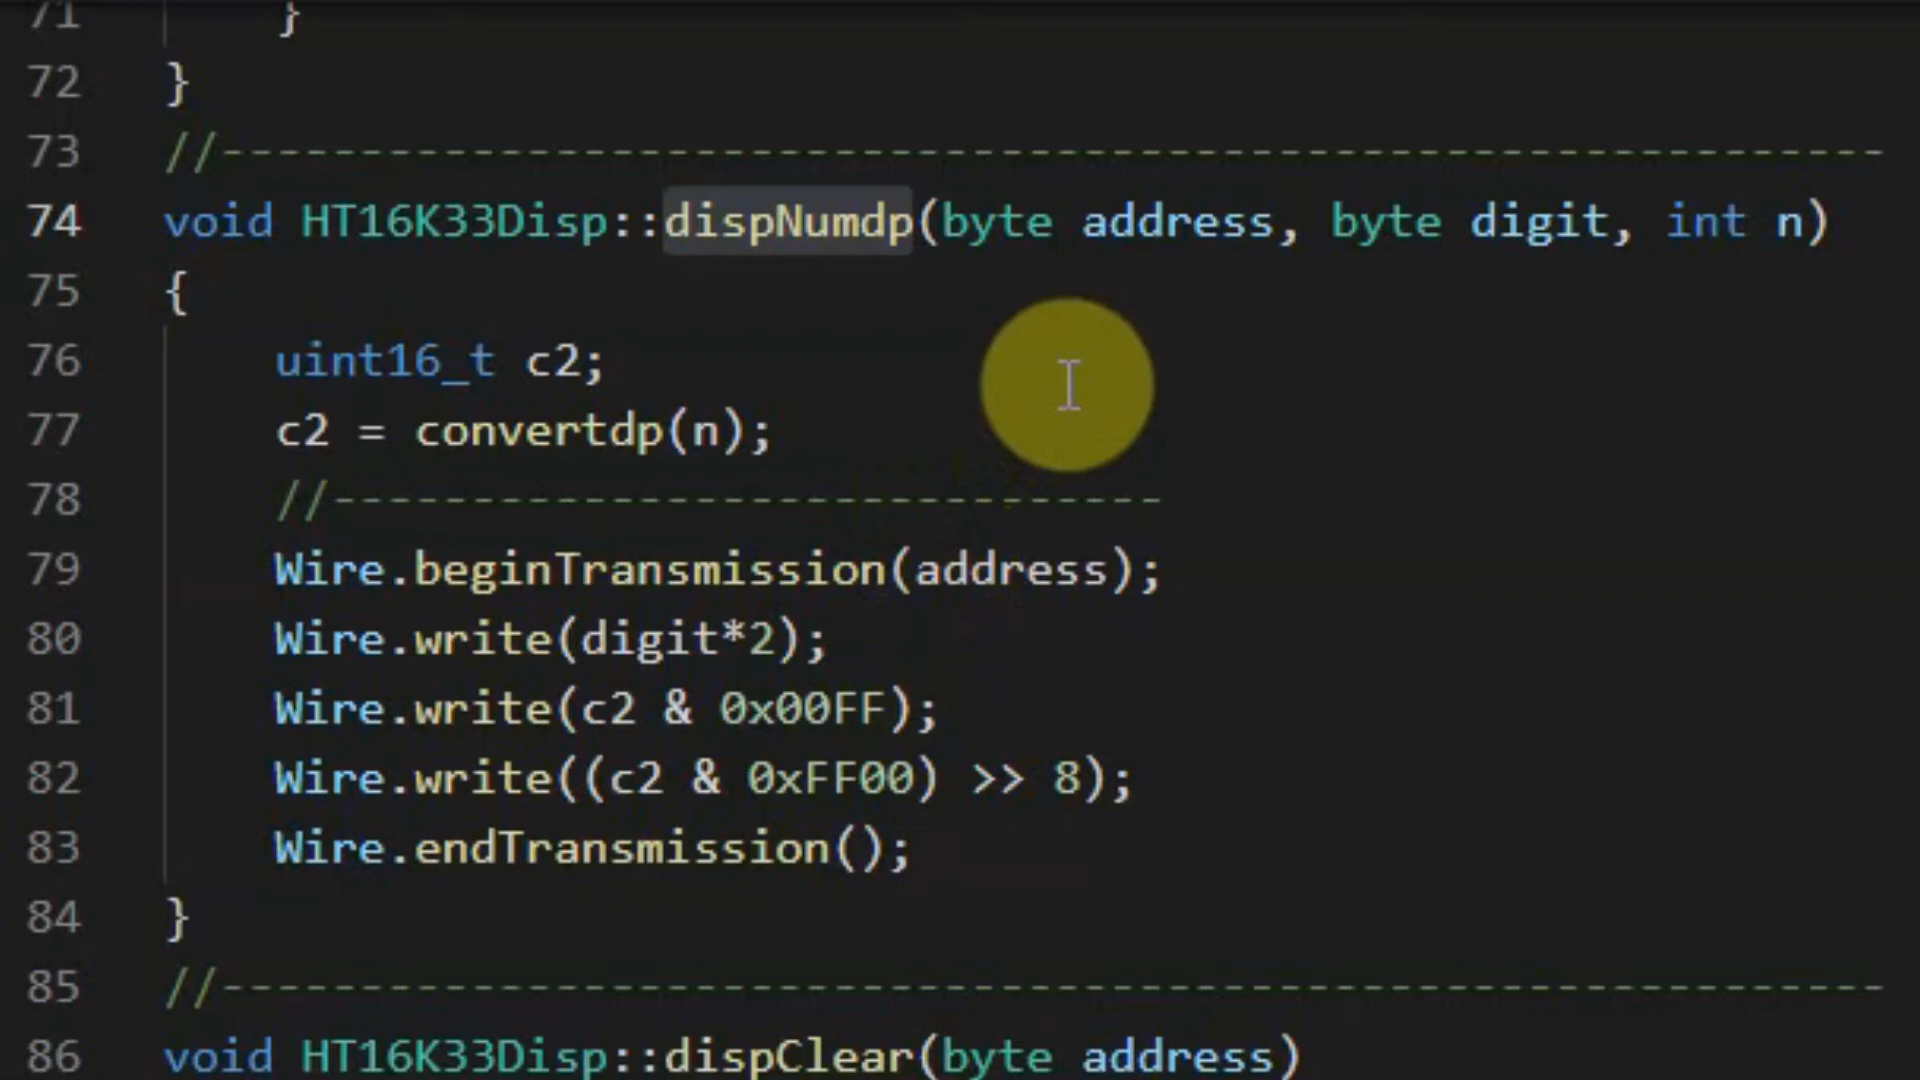 71 }
72 }
73 //------------------------------------------------------------
74 void HT16K33Disp::dispNumdp(byte address, byte digit, int n)
75 {
76 uint16_t c2;
77 c2 = convertdp(n);
78 //------------------------------
79 Wire.beginTransmission(address);
80 Wire.write(digit*2);
81 Wire.write(c2 & 0x00FF);
82 Wire.write((c2 & 0xFF00) >> 8);
83 Wire.endTransmission();
84 }
85 //------------------------------------------------------------
86 void HT16K33Disp::dispClear(byte address)